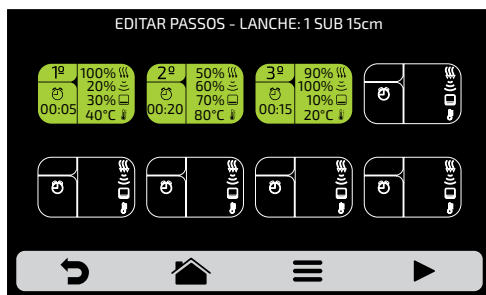 EDITAR PASSOS - LANCHE: 1 SUB 15cm
1º 100%
20%
30%
00:05 40°C
2º 50%
60%
70%
00:20 80°C
3º 90%
100%
10%
00:15 20°C